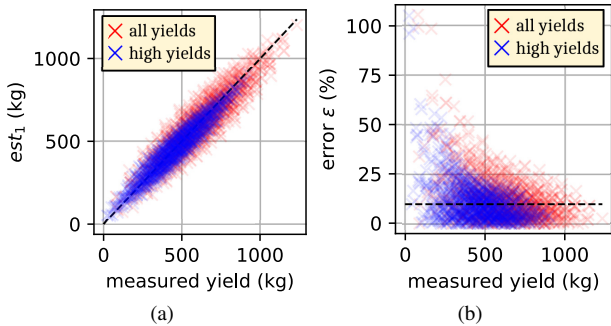 all yields
high yields
1000
500
0
est₁
(kg)
0
500
1000
measured yield (kg)
(a)
all yields
high yields
100
75
50
25
0
error ε (%)
0
500
1000
measured yield (kg)
(b)